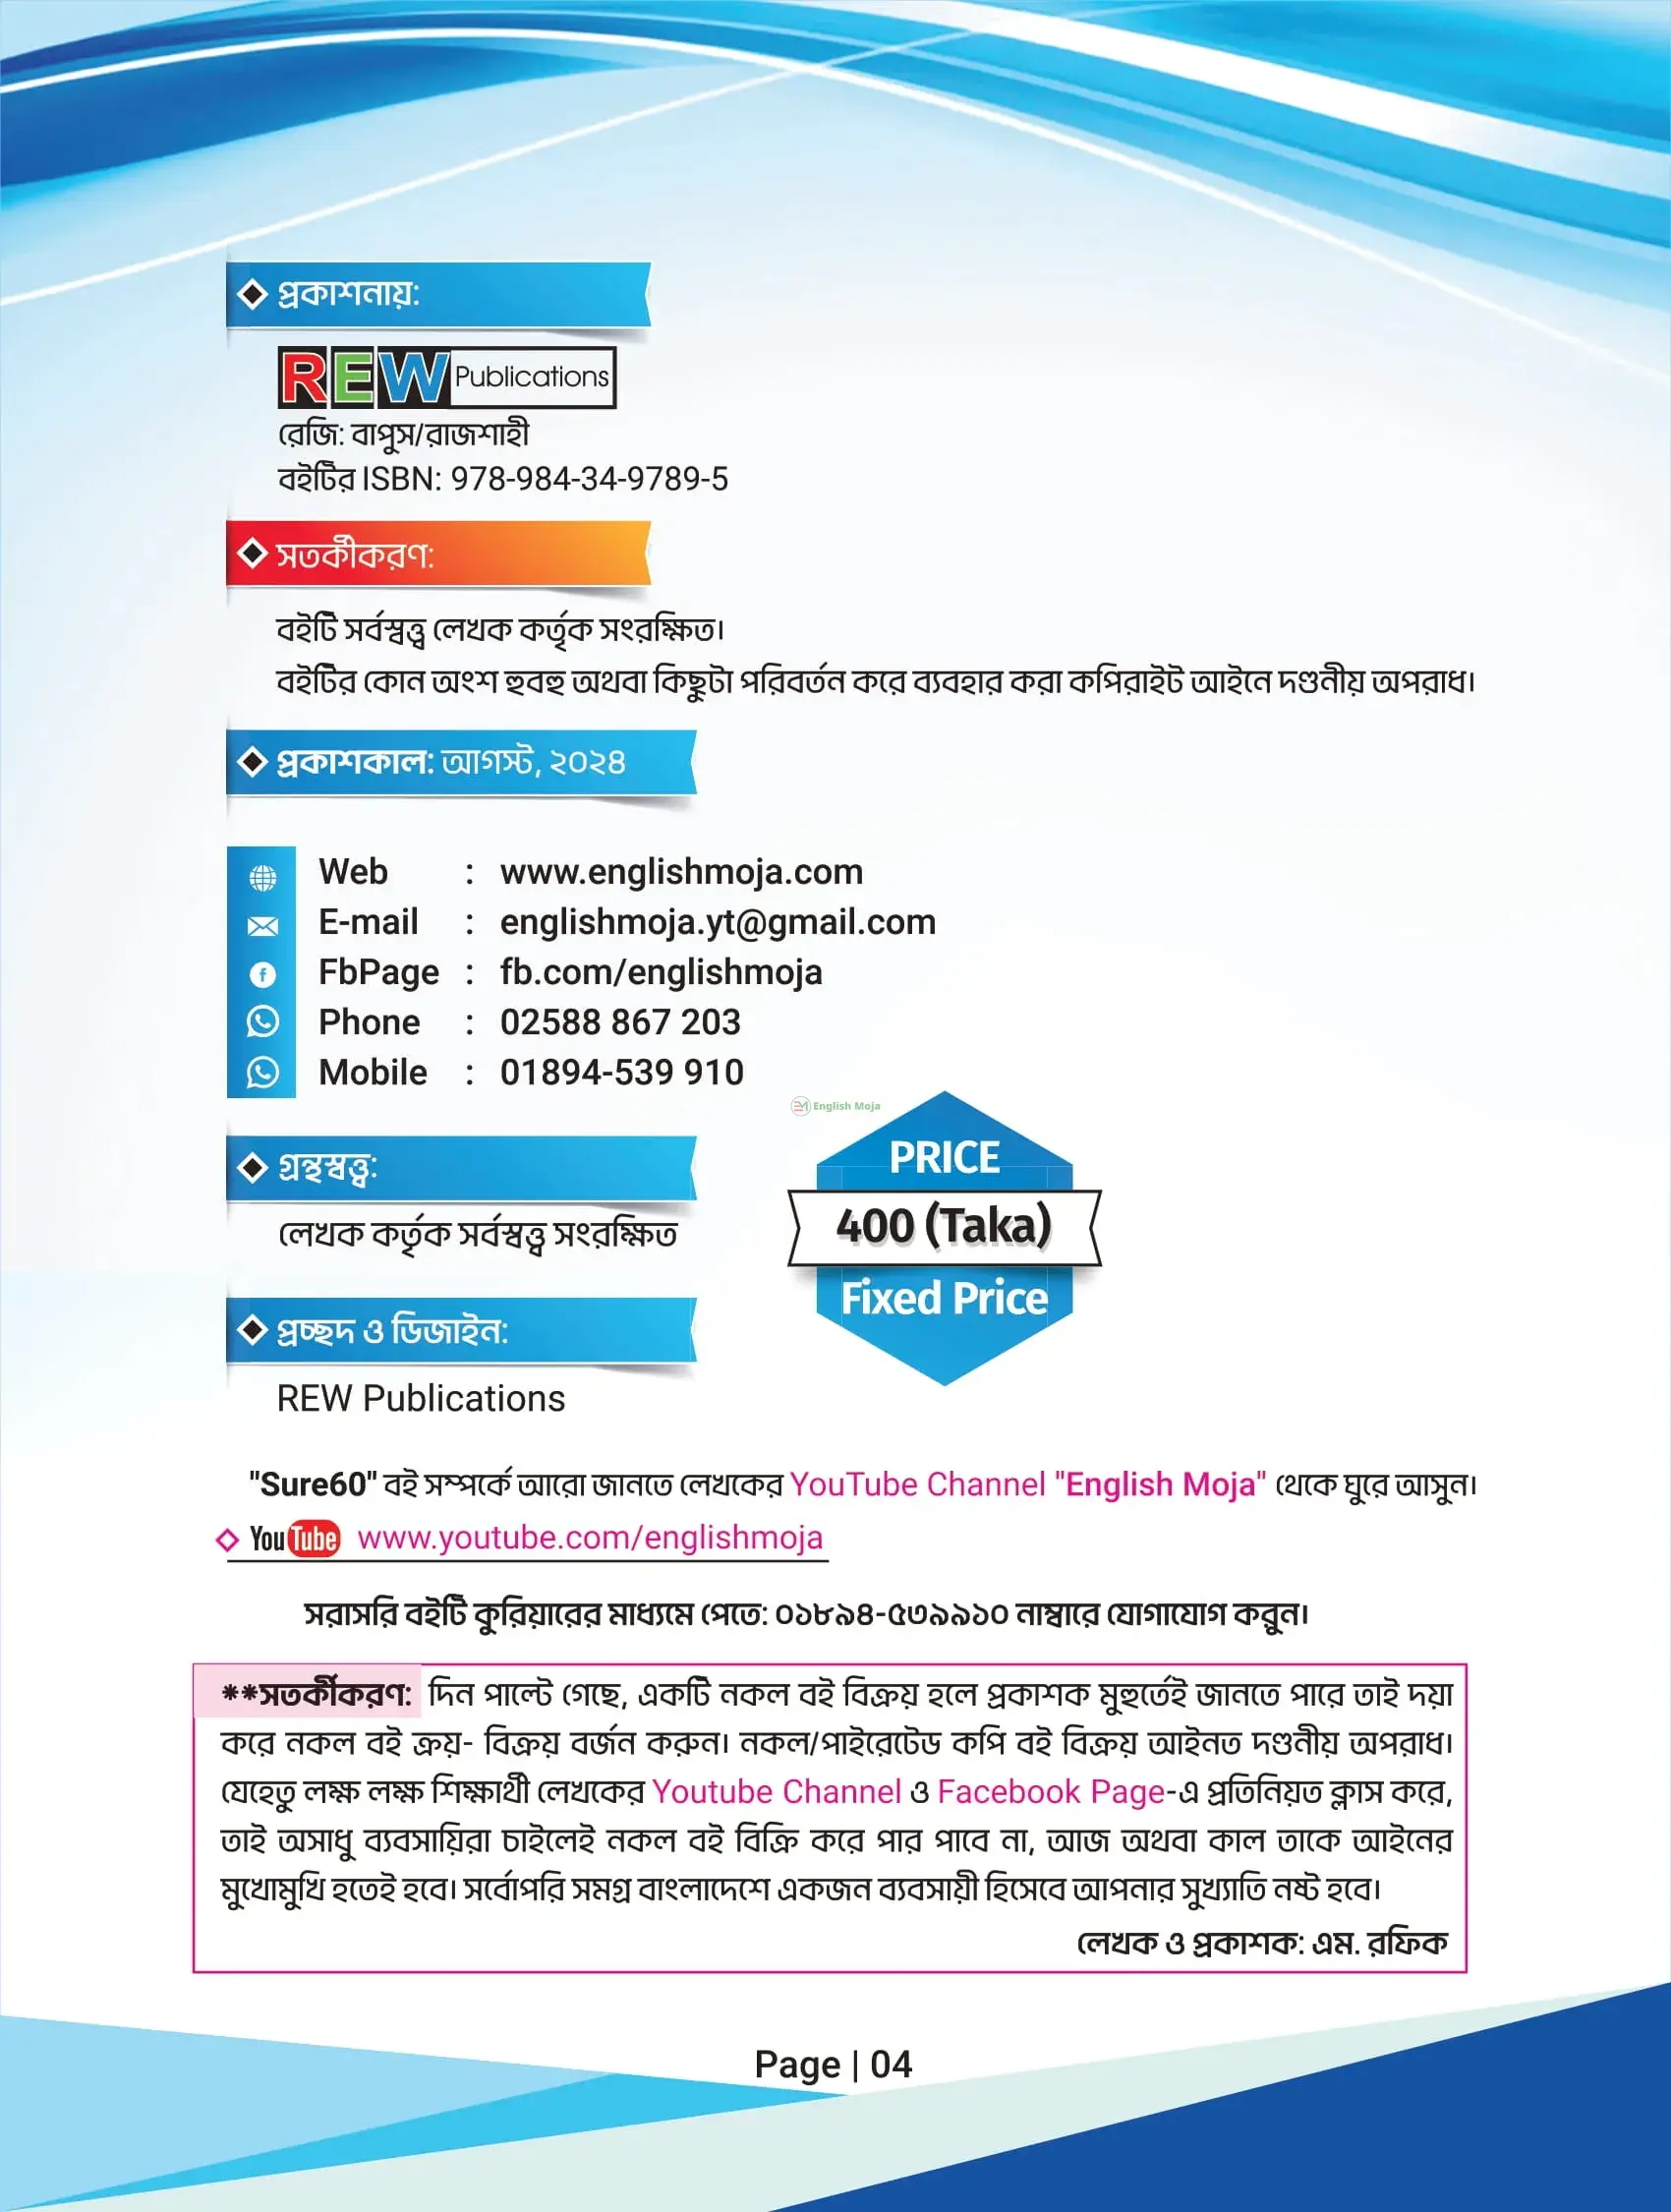 প্রকাশনায়:
REW Publications
রেজি: বাপুস/রাজশাহী
বইটির ISBN: 978-984-34-9789-5
সতর্কীকরণ:
বইটি সর্বস্বত্ত্ব লেখক কর্তৃক সংরক্ষিত।
বইটির কোন অংশ হুবহু অথবা কিছুটা পরিবর্তন করে ব্যবহার করা কপিরাইট আইনে দণ্ডনীয় অপরাধ।
প্রকাশকাল: আগস্ট, ২০২৪
Web : www.englishmoja.com
E-mail : englishmoja.yt@gmail.com
FbPage : fb.com/englishmoja
Phone : 02588 867 203
Mobile : 01894-539 910
English Moja
গ্রন্থস্বত্ত্ব:
লেখক কর্তৃক সর্বস্বত্ত্ব সংরক্ষিত
PRICE
400 (Taka)
Fixed Price
প্রচ্ছদ ও ডিজাইন:
REW Publications
"Sure60" বই সম্পর্কে আরো জানতে লেখকের YouTube Channel "English Moja" থেকে ঘুরে আসুন।
YouTube www.youtube.com/englishmoja
সরাসরি বইটি কুরিয়ারের মাধ্যমে পেতে: ০১৮৯৪-৫৩৯৯১০ নাম্বারে যোগাযোগ করুন।
**সতর্কীকরণ: দিন পাল্টে গেছে, একটি নকল বই বিক্রয় হলে প্রকাশক মুহুর্তেই জানতে পারে তাই দয়া
করে নকল বই ক্রয়- বিক্রয় বর্জন করুন। নকল/পাইরেটেড কপি বই বিক্রয় আইনত দণ্ডনীয় অপরাধ।
যেহেতু লক্ষ লক্ষ শিক্ষার্থী লেখকের Youtube Channel ও Facebook Page-এ প্রতিনিয়ত ক্লাস করে,
তাই অসাধু ব্যবসায়িরা চাইলেই নকল বই বিক্রি করে পার পাবে না, আজ অথবা কাল তাকে আইনের
মুখোমুখি হতেই হবে। সর্বোপরি সমগ্র বাংলাদেশে একজন ব্যবসায়ী হিসেবে আপনার সুখ্যাতি নষ্ট হবে।
লেখক ও প্রকাশক: এম. রফিক
Page | 04